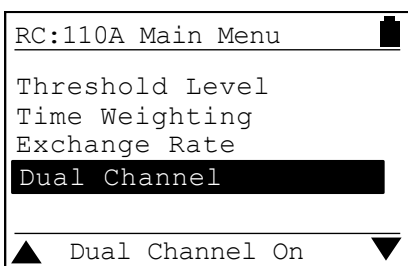 RC:110A Main Menu
Threshold Level
Time Weighting
Exchange Rate
Dual Channel
Dual Channel On